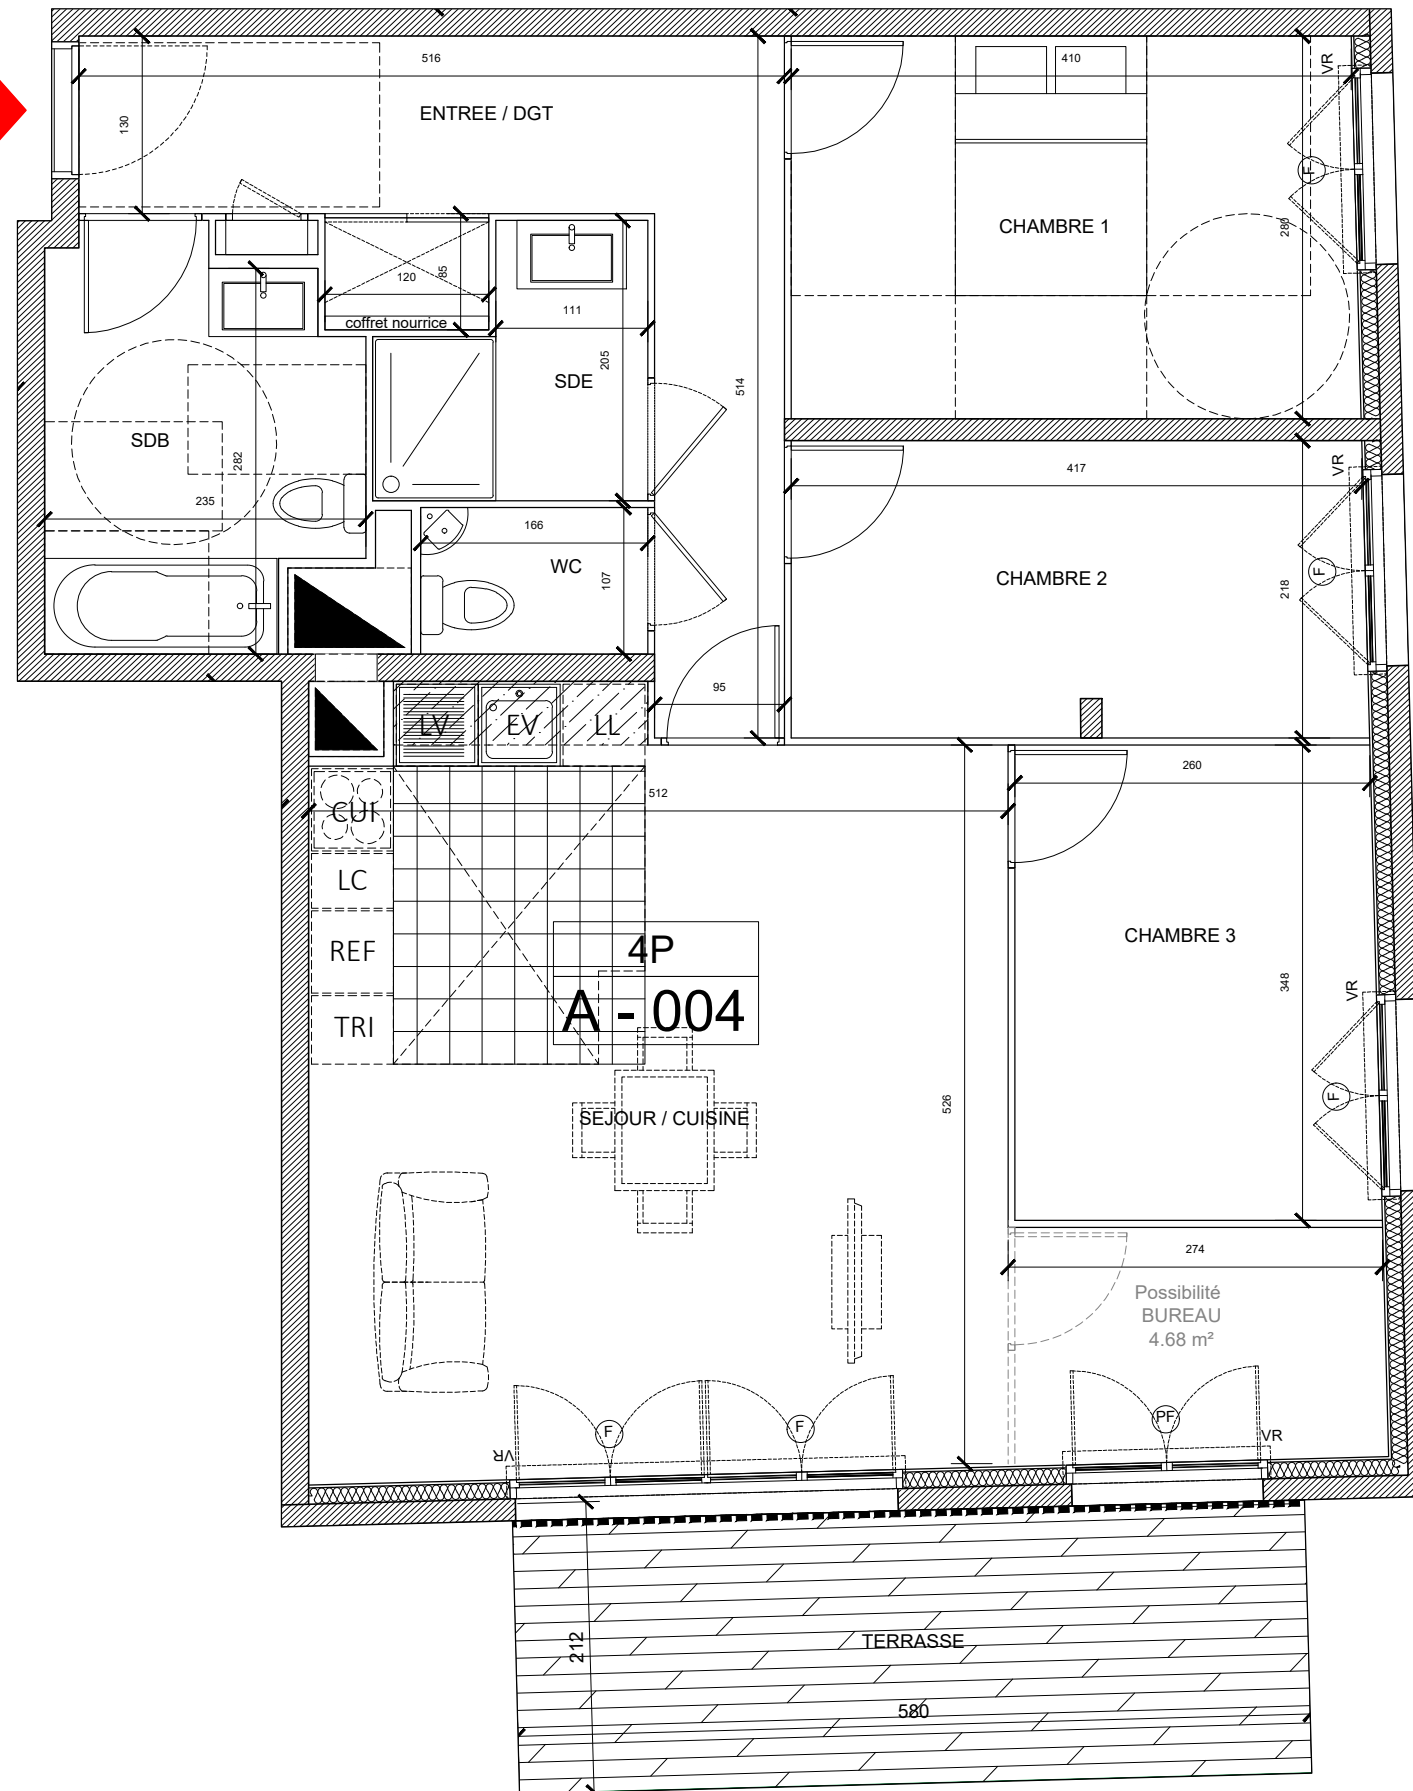 516
410
VR
130
ENTREE / DGT
F
CHAMBRE 1
280
120
85
111
coffret nourrice
205
SDE
514
SDB
282
235
417
VR
166
WC
107
CHAMBRE 2
218
F
95
LV
EV
LL
260
512
CUI
LC
REF
TRI
4P
A - 004
CHAMBRE 3
348
VR
526
F
SEJOUR / CUISINE
274
Possibilité
BUREAU
4.68 m²
F
F
PF
VR
VR
212
TERRASSE
580